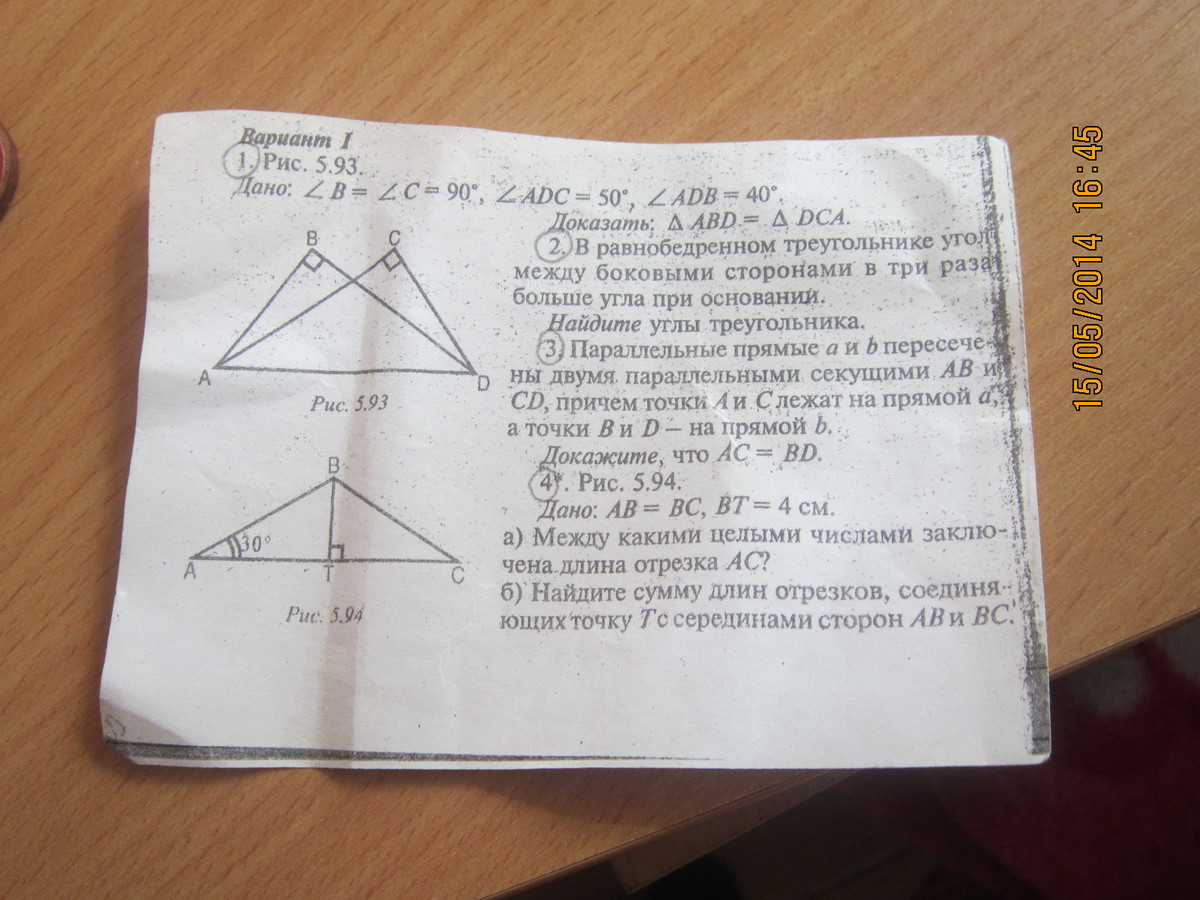 Вариант I
1. Рис. 5.93.
Дано: ∠ B = ∠ C = 90°, ∠ ADC = 50°, ∠ ADB = 40°.
Доказать: Δ ABD = Δ DCA.
2. В равнобедренном треугольнике угол
между боковыми сторонами в три раза
больше угла при оснований.
Найдите углы треугольника.
3. Параллельные прямые a и b пересече-
ны двумя параллельными секущими AB и
CD, причем точки A и C лежат на прямой a,
а точки B и D – на прямой b.
Докажите, что AC = BD.
4*. Рис. 5.94.
Дано: AB = BC, BT = 4 см.
а) Между какими целыми числами заклю-
чена длина отрезка AC?
б) Найдите сумму длин отрезков, соединя-
ющих точку T с серединами сторон AB и BC.
B C
A D
Рис. 5.93
B
30°
A T C
Рис. 5.94
15/05/2014 16:45